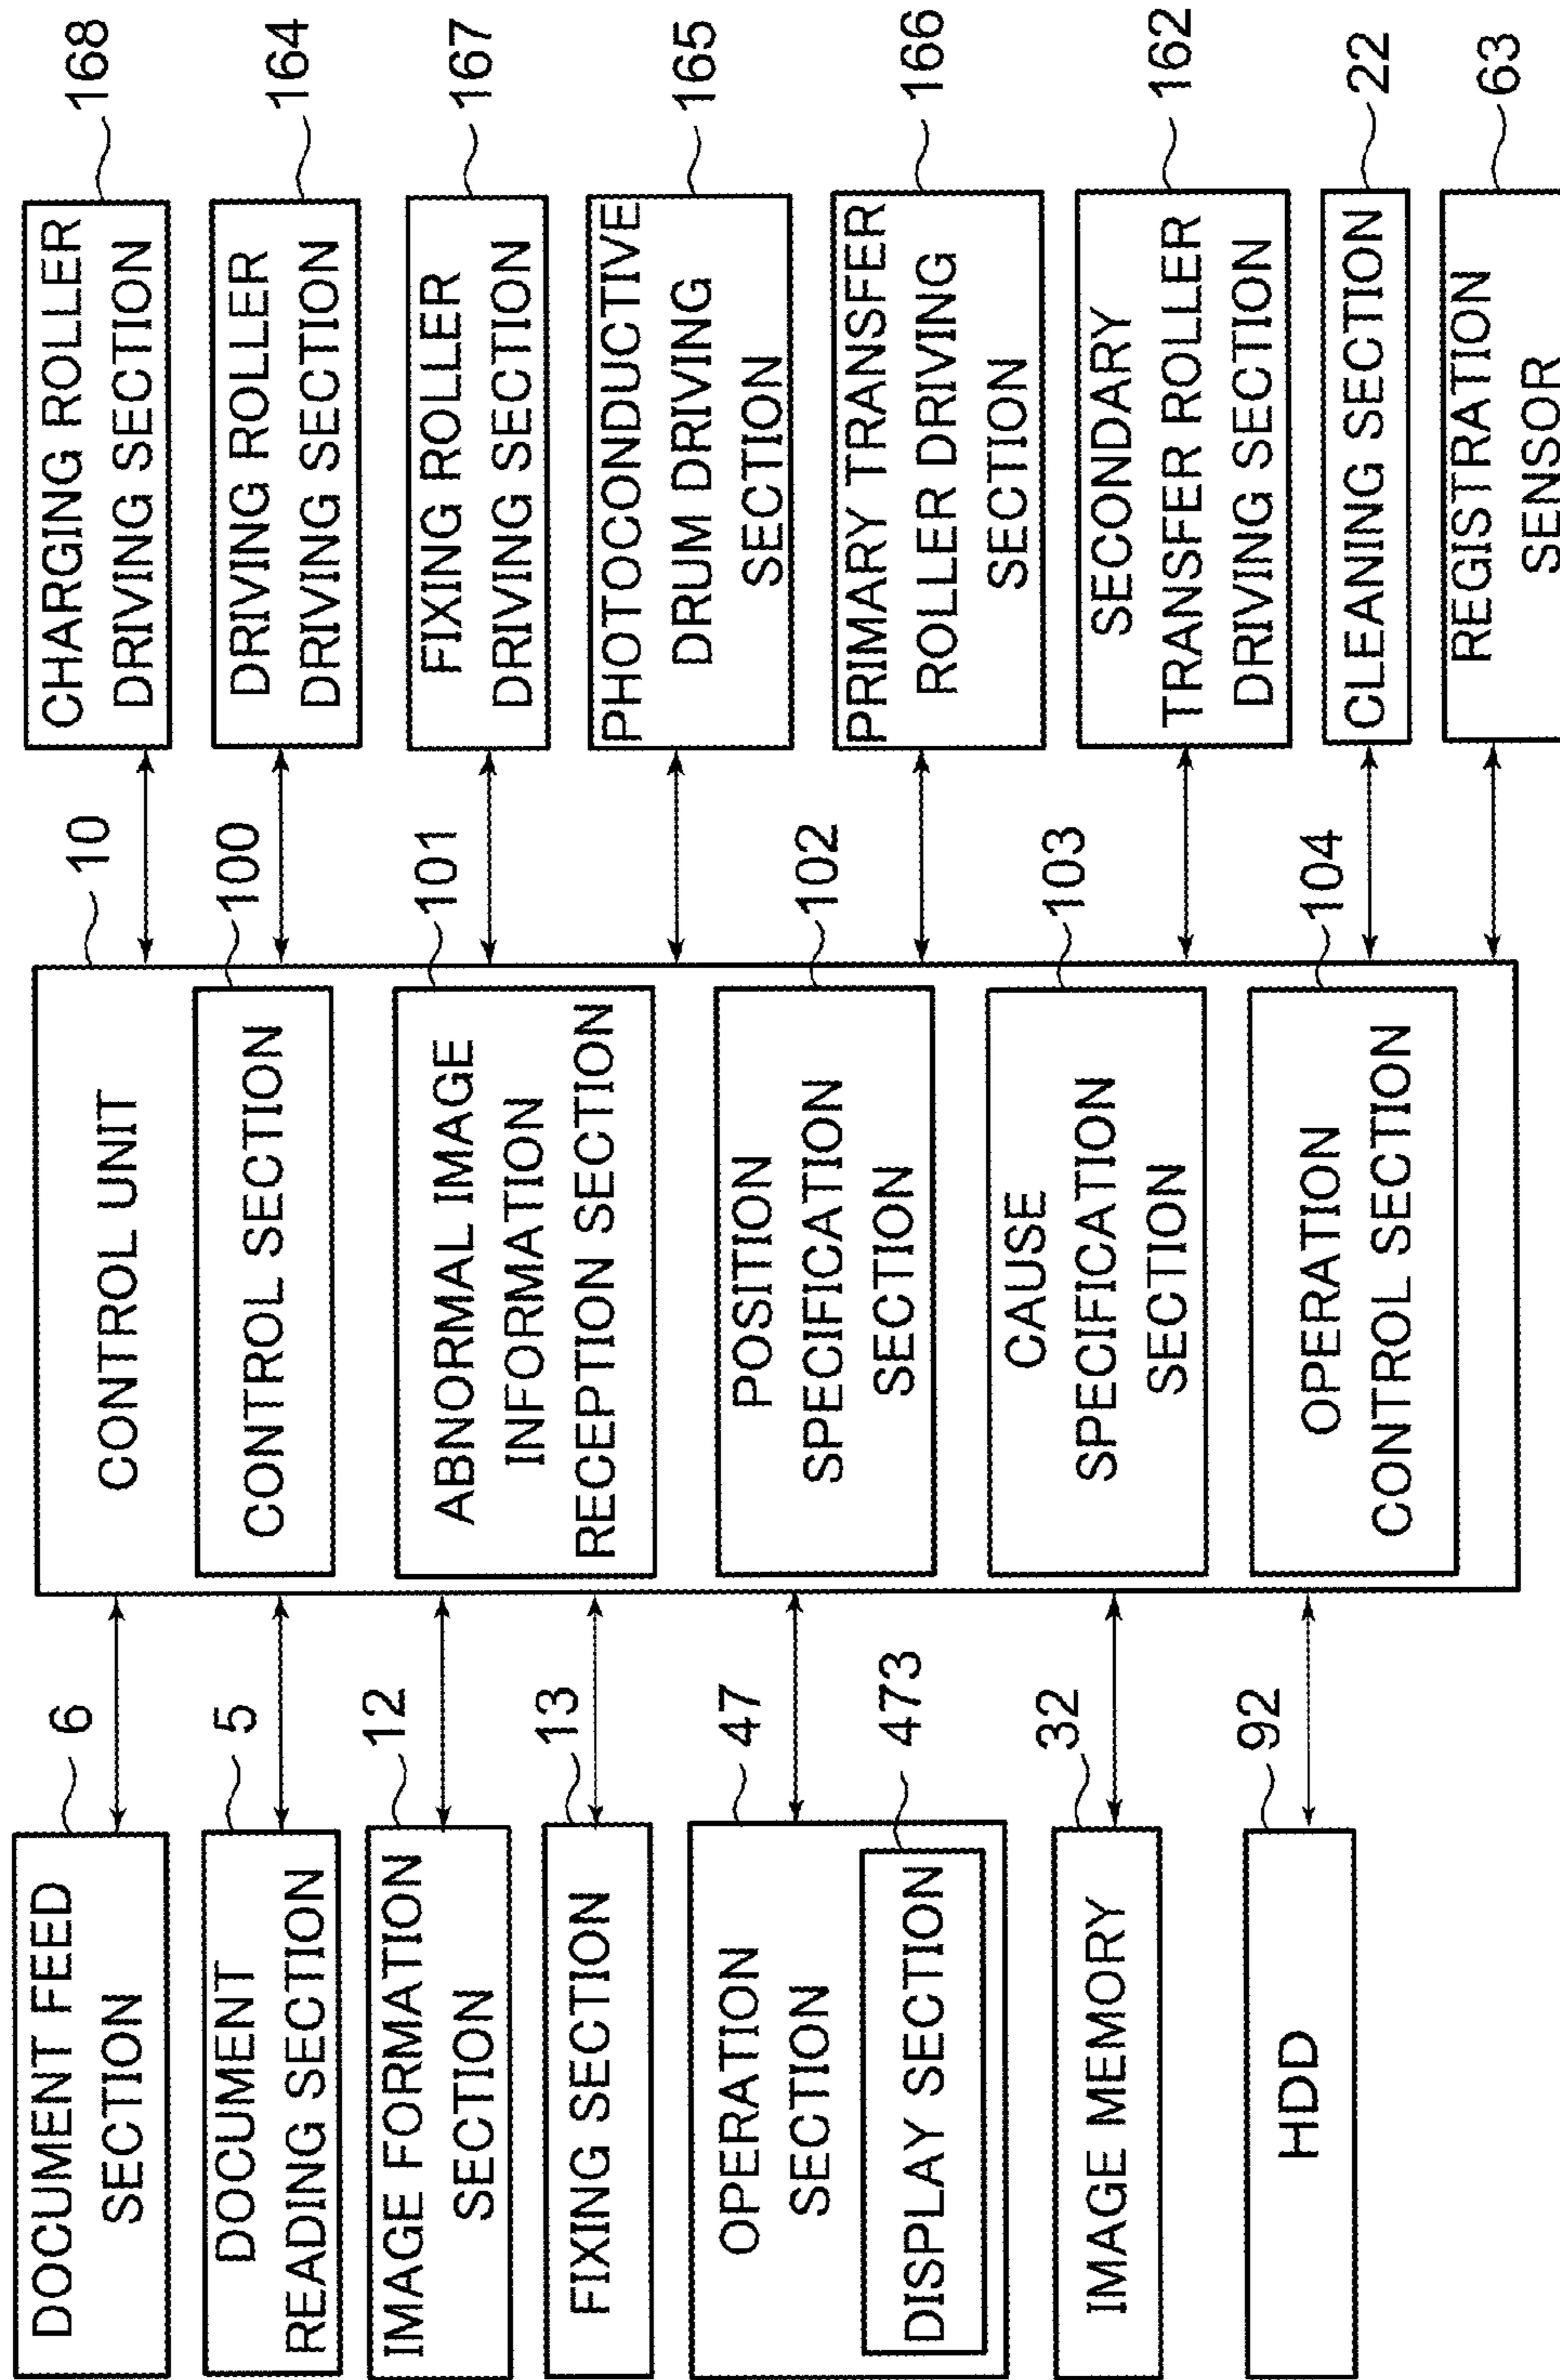 6
DOCUMENT FEED
SECTION
5
DOCUMENT
READING SECTION
12
IMAGE FORMATION
SECTION
13
FIXING SECTION
47
OPERATION
SECTION
473
DISPLAY SECTION
32
IMAGE MEMORY
92
HDD
10
CONTROL UNIT
100
CONTROL SECTION
101
ABNORMAL IMAGE
INFORMATION
RECEPTION SECTION
102
POSITION
SPECIFICATION
SECTION
103
CAUSE
SPECIFICATION
SECTION
104
OPERATION
CONTROL SECTION
168
CHARGING ROLLER
DRIVING SECTION
164
DRIVING ROLLER
DRIVING SECTION
167
FIXING ROLLER
DRIVING SECTION
165
PHOTOCONDUCTIVE
DRUM DRIVING
SECTION
166
PRIMARY TRANSFER
ROLLER DRIVING
SECTION
162
SECONDARY
TRANSFER ROLLER
DRIVING SECTION
22
CLEANING SECTION
63
REGISTRATION
SENSOR